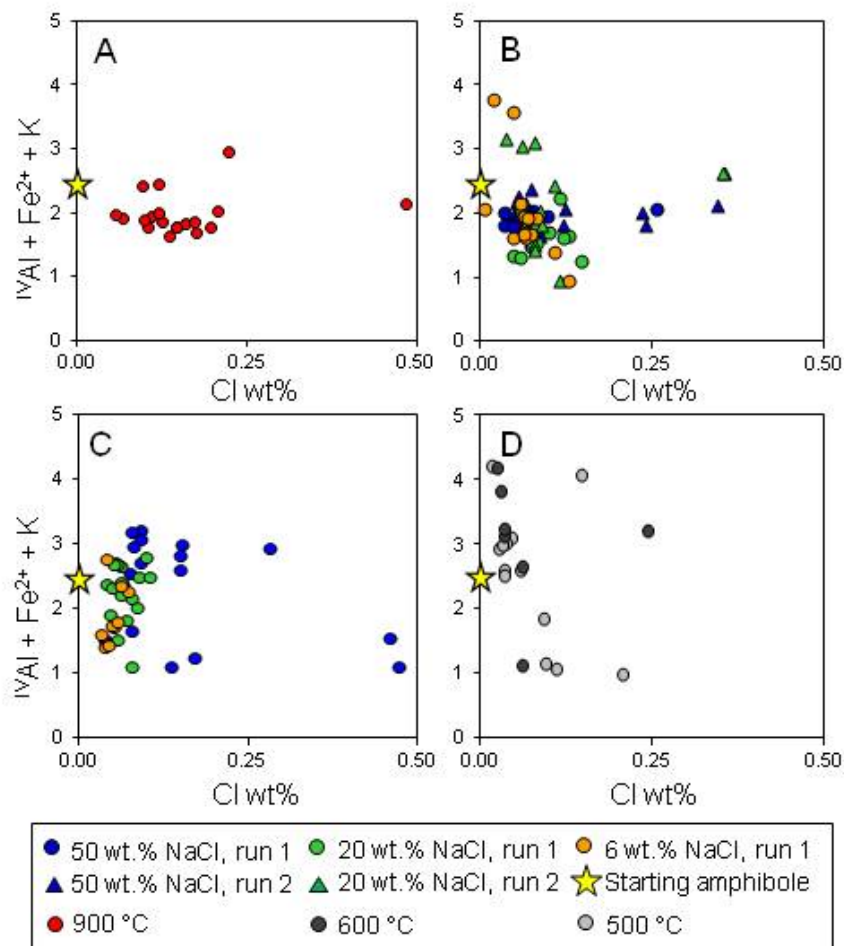 A
B
5
4
3
2
1
0
5
4
3
2
1
0
IVAl + Fe2+ + K
0.00
0.25
0.50
0.00
0.25
0.50
Cl wt%
Cl wt%
C
D
5
4
3
2
1
0
5
4
3
2
1
0
IVAl + Fe2+ + K
0.00
0.25
0.50
0.00
0.25
0.50
Cl wt%
Cl wt%
50 wt.% NaCl, run 1
20 wt.% NaCl, run 1
6 wt.% NaCl, run 1
50 wt.% NaCl, run 2
20 wt.% NaCl, run 2
Starting amphibole
900 °C
600 °C
500 °C